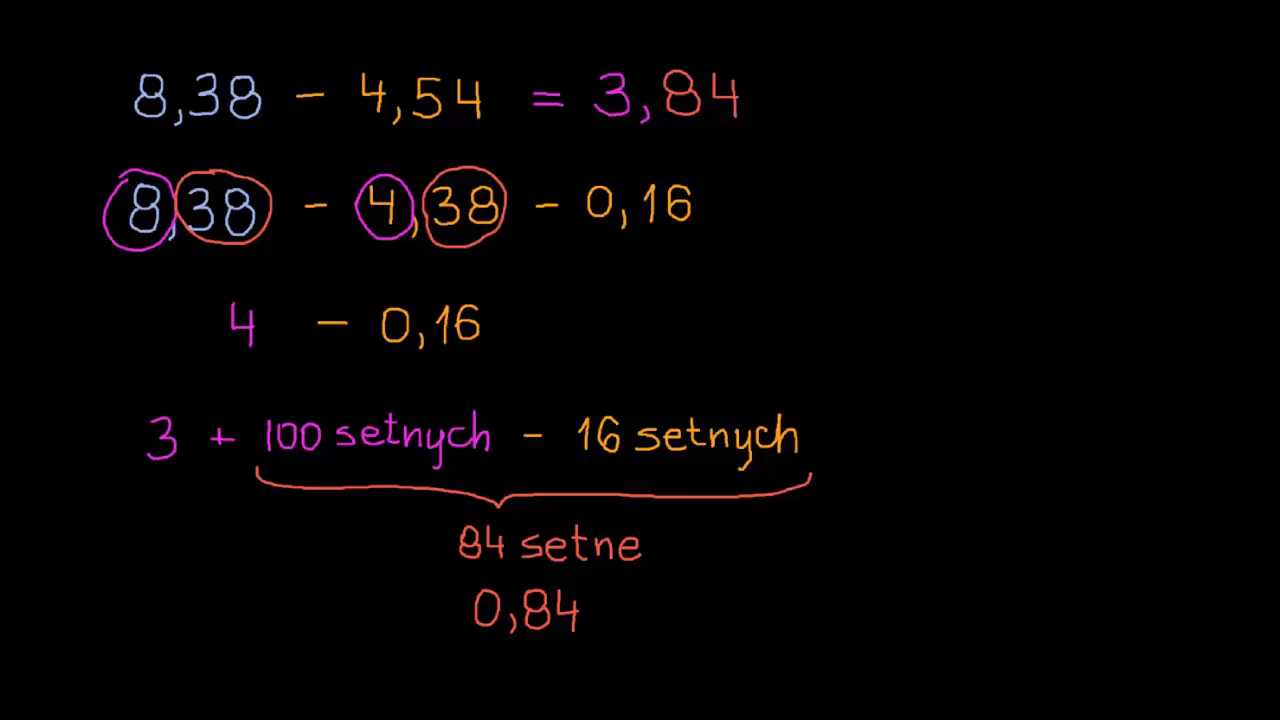 8,38 - 4,54 = 3,84
8,38 - 4,38 - 0,16
4 - 0,16
3 + 100 setnych - 16 setnych
84 setne
0,84